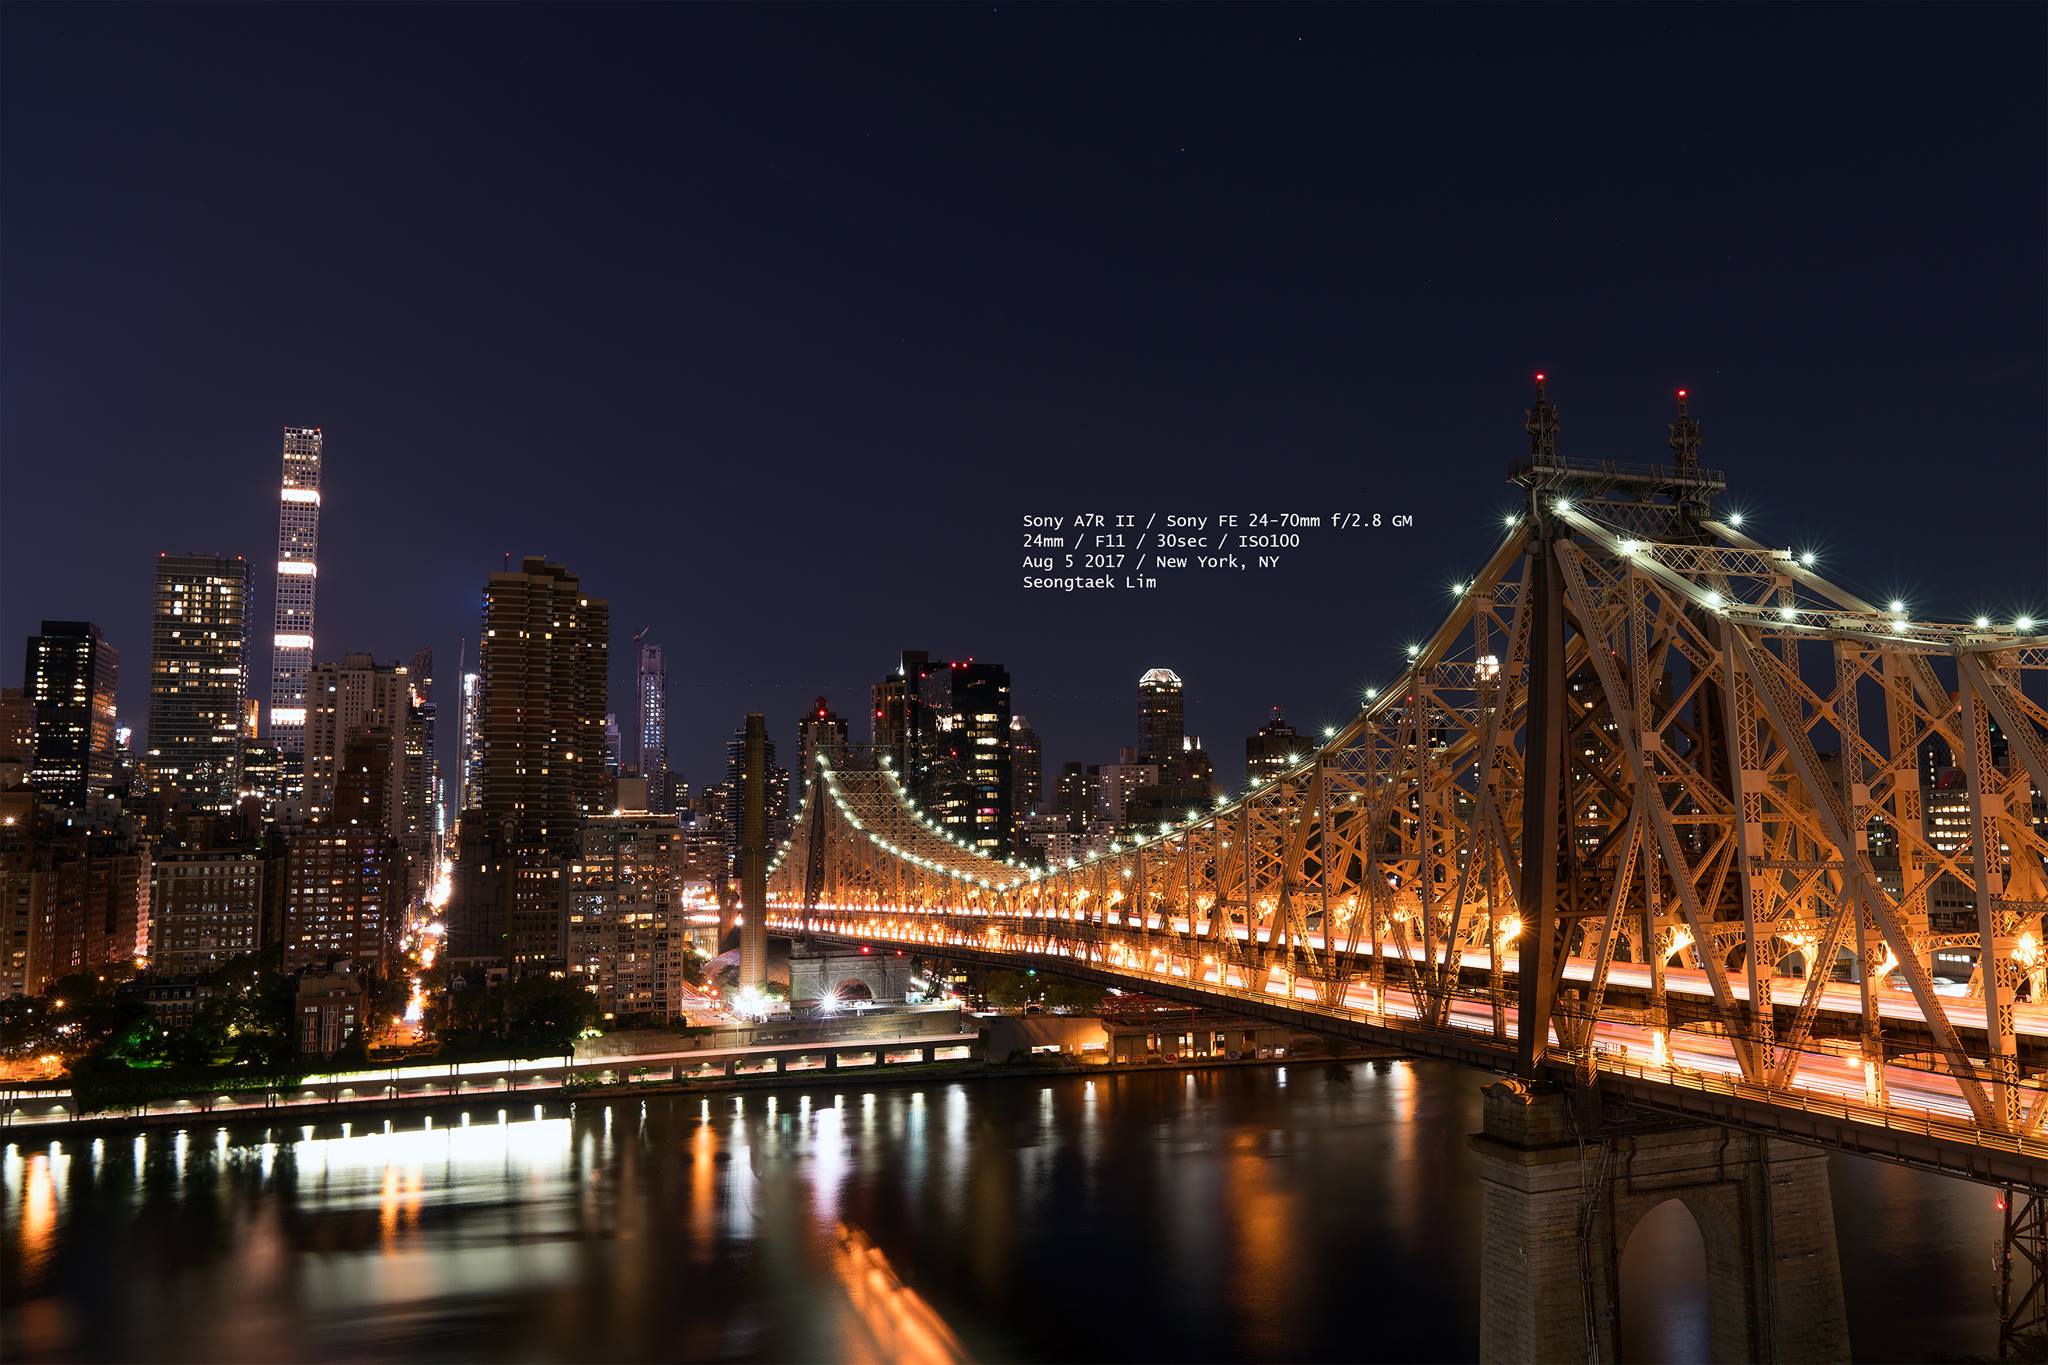 Sony A7R II / Sony FE 24-70mm f/2.8 GM
24mm / F11 / 30sec / ISO100
Aug 5 2017 / New York, NY
Seongtaek Lim